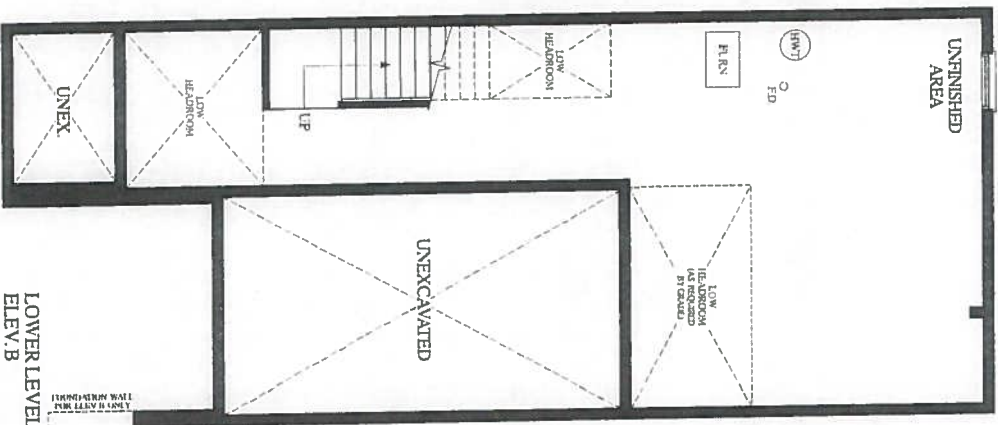 UNFINISHED
AREA
HWT
F.D
FURN
LOW
HEADROOM
UP
LOW
HEADROOM
UNEX.
LOW
HEADROOM
(AS REQUIRED
BY GRADE)
UNEXCAVATED
LOWER LEVEL
ELEV. B
FOUNDATION WALL
FOR ELEV B ONLY